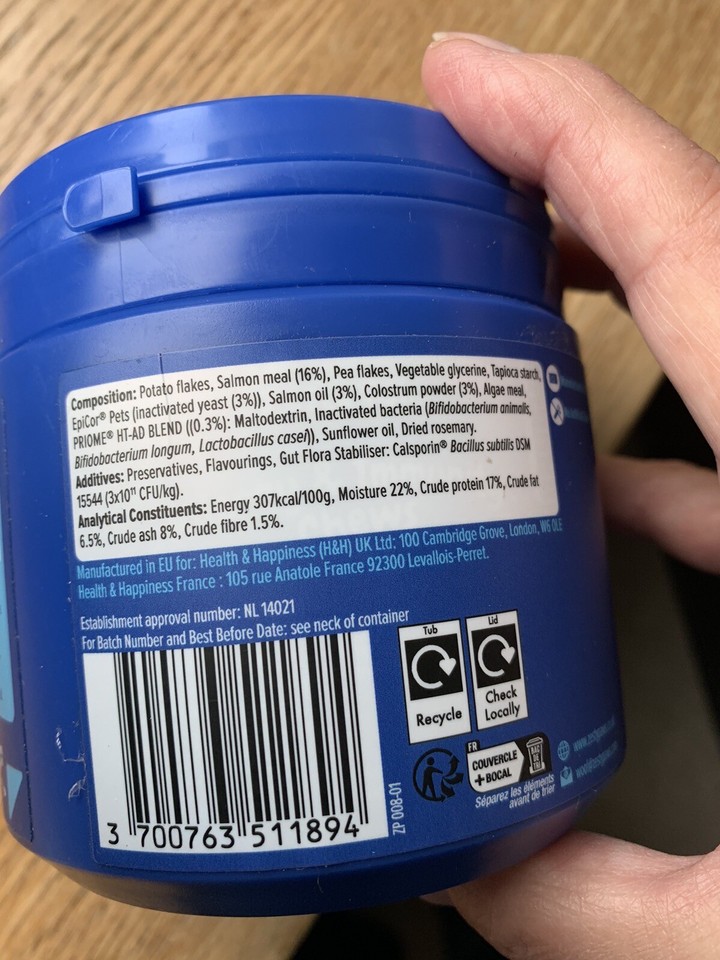 Composition: Potato flakes, Salmon meal (16%), Pea flakes, Vegetable glycerine, Tapioca starch,
EpiCor® Pets (inactivated yeast (3%)), Salmon oil (3%), Colostrum powder (3%), Algae meal,
PRIOME® HT-AD BLEND ((0.3%): Maltodextrin, Inactivated bacteria (Bifidobacterium animalis,
Bifidobacterium longum, Lactobacillus casei)), Sunflower oil, Dried rosemary.
Additives: Preservatives, Flavourings, Gut Flora Stabiliser: Calsporin® Bacillus subtilis DSM
15544 (3x10¹¹ CFU/kg).
Analytical Constituents: Energy 307kcal/100g, Moisture 22%, Crude protein 17%, Crude fat
6.5%, Crude ash 8%, Crude fibre 1.5%.
Manufactured in EU for: Health & Happiness (H&H) UK Ltd; 100 Cambridge Grove, London, W6 0LE
Health & Happiness France : 105 rue Anatole France 92300 Levallois-Perret.
Establishment approval number: NL 14021
For Batch Number and Best Before Date: see neck of container
3 700763 511894
ZP 008-01
Tub
Recycle
Lid
Check
Locally
FR
COUVERCLE
+BOCAL
BAC
DE
TRI
Séparez les éléments
avant de trier